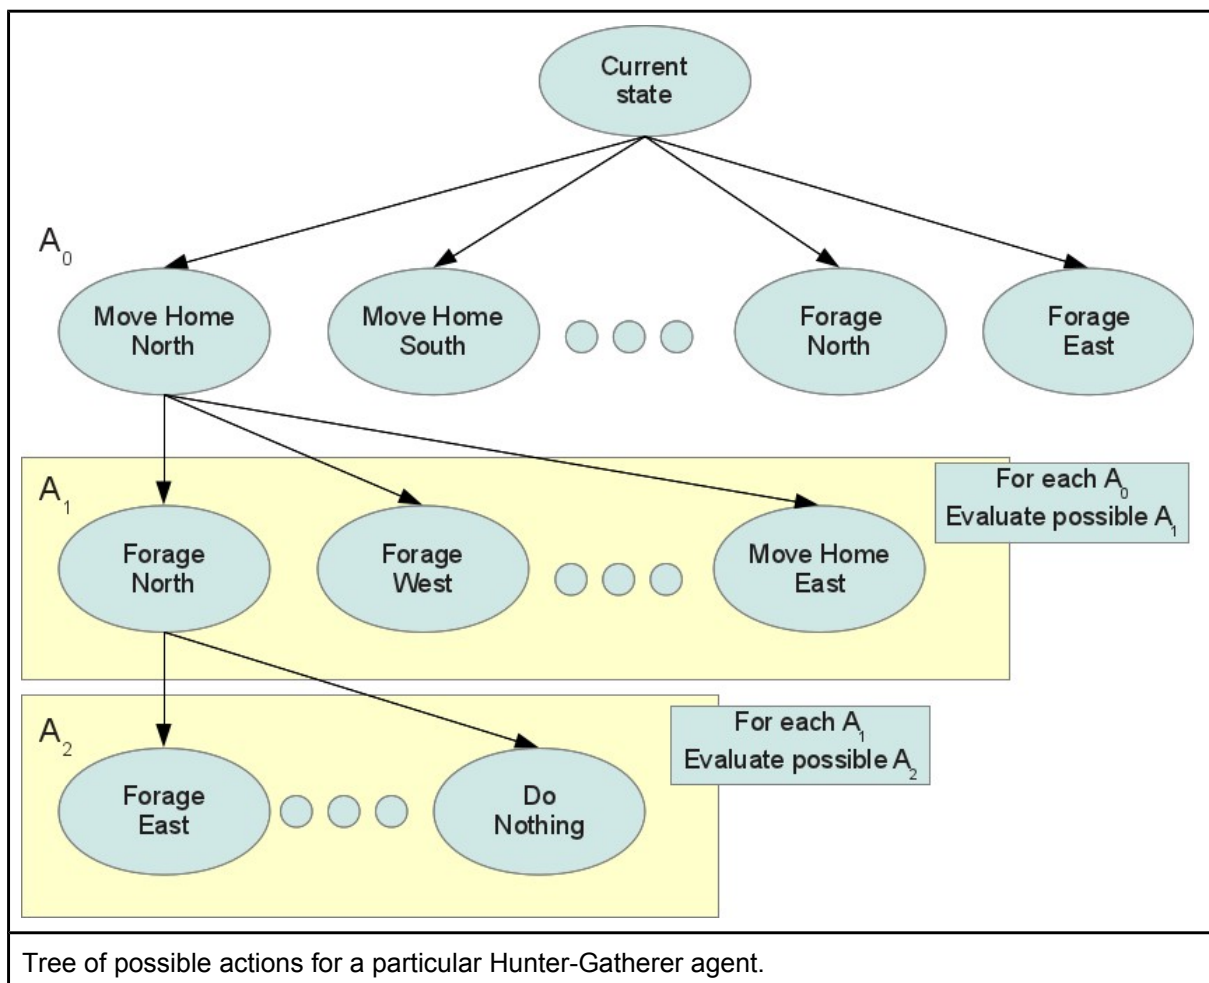 Current
state
A₀
Move Home
North
Move Home
South
Forage
North
Forage
East
A₁
For each A₀
Evaluate possible A₁
Forage
North
Forage
West
Move Home
East
A₂
For each A₁
Evaluate possible A₂
Forage
East
Do
Nothing
Tree of possible actions for a particular Hunter-Gatherer agent.